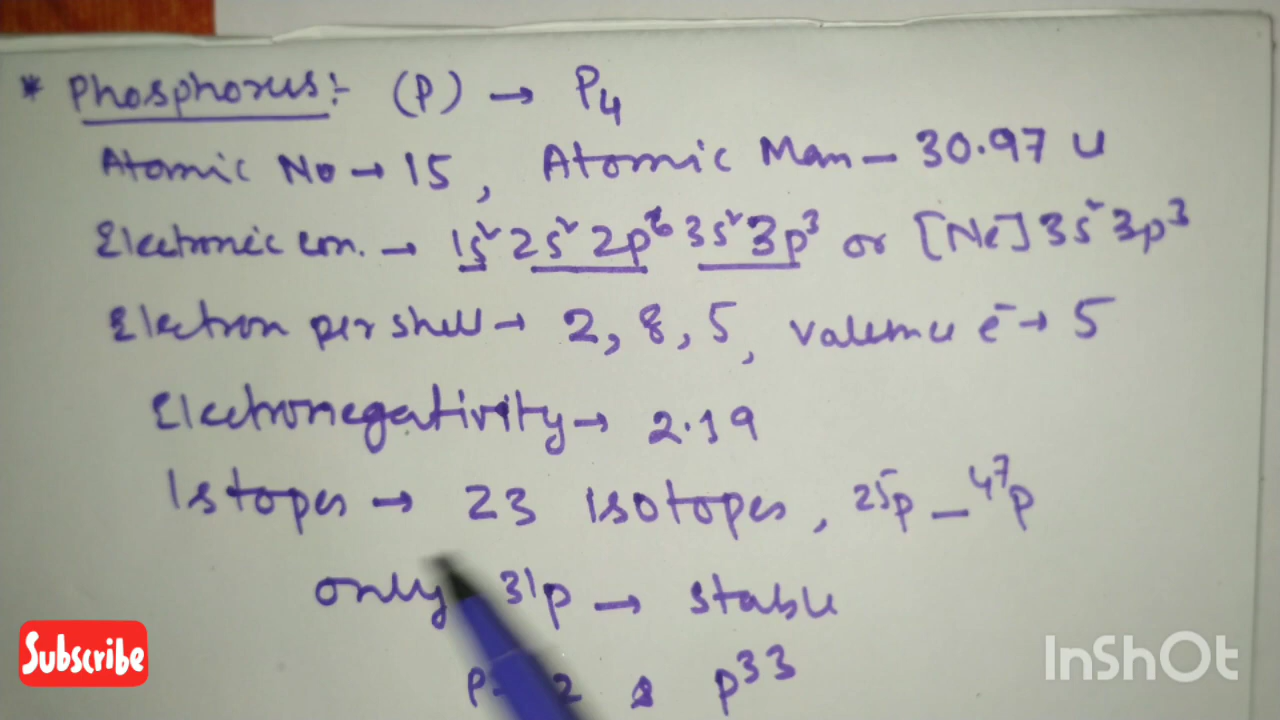 * Phosphorus:- (P) → P₄
Atomic No → 15, Atomic Mass - 30.97 u
Electronic con. → 1s² 2s² 2p⁶ 3s² 3p³ or [Ne] 3s² 3p³
Electron per shell → 2, 8, 5, valence e⁻ → 5
Electronegativity → 2.19
Istopes → 23 isotopes, ²⁵p - ⁴⁷p
only ³¹p → stable
& p³³
Subscribe
InShOt